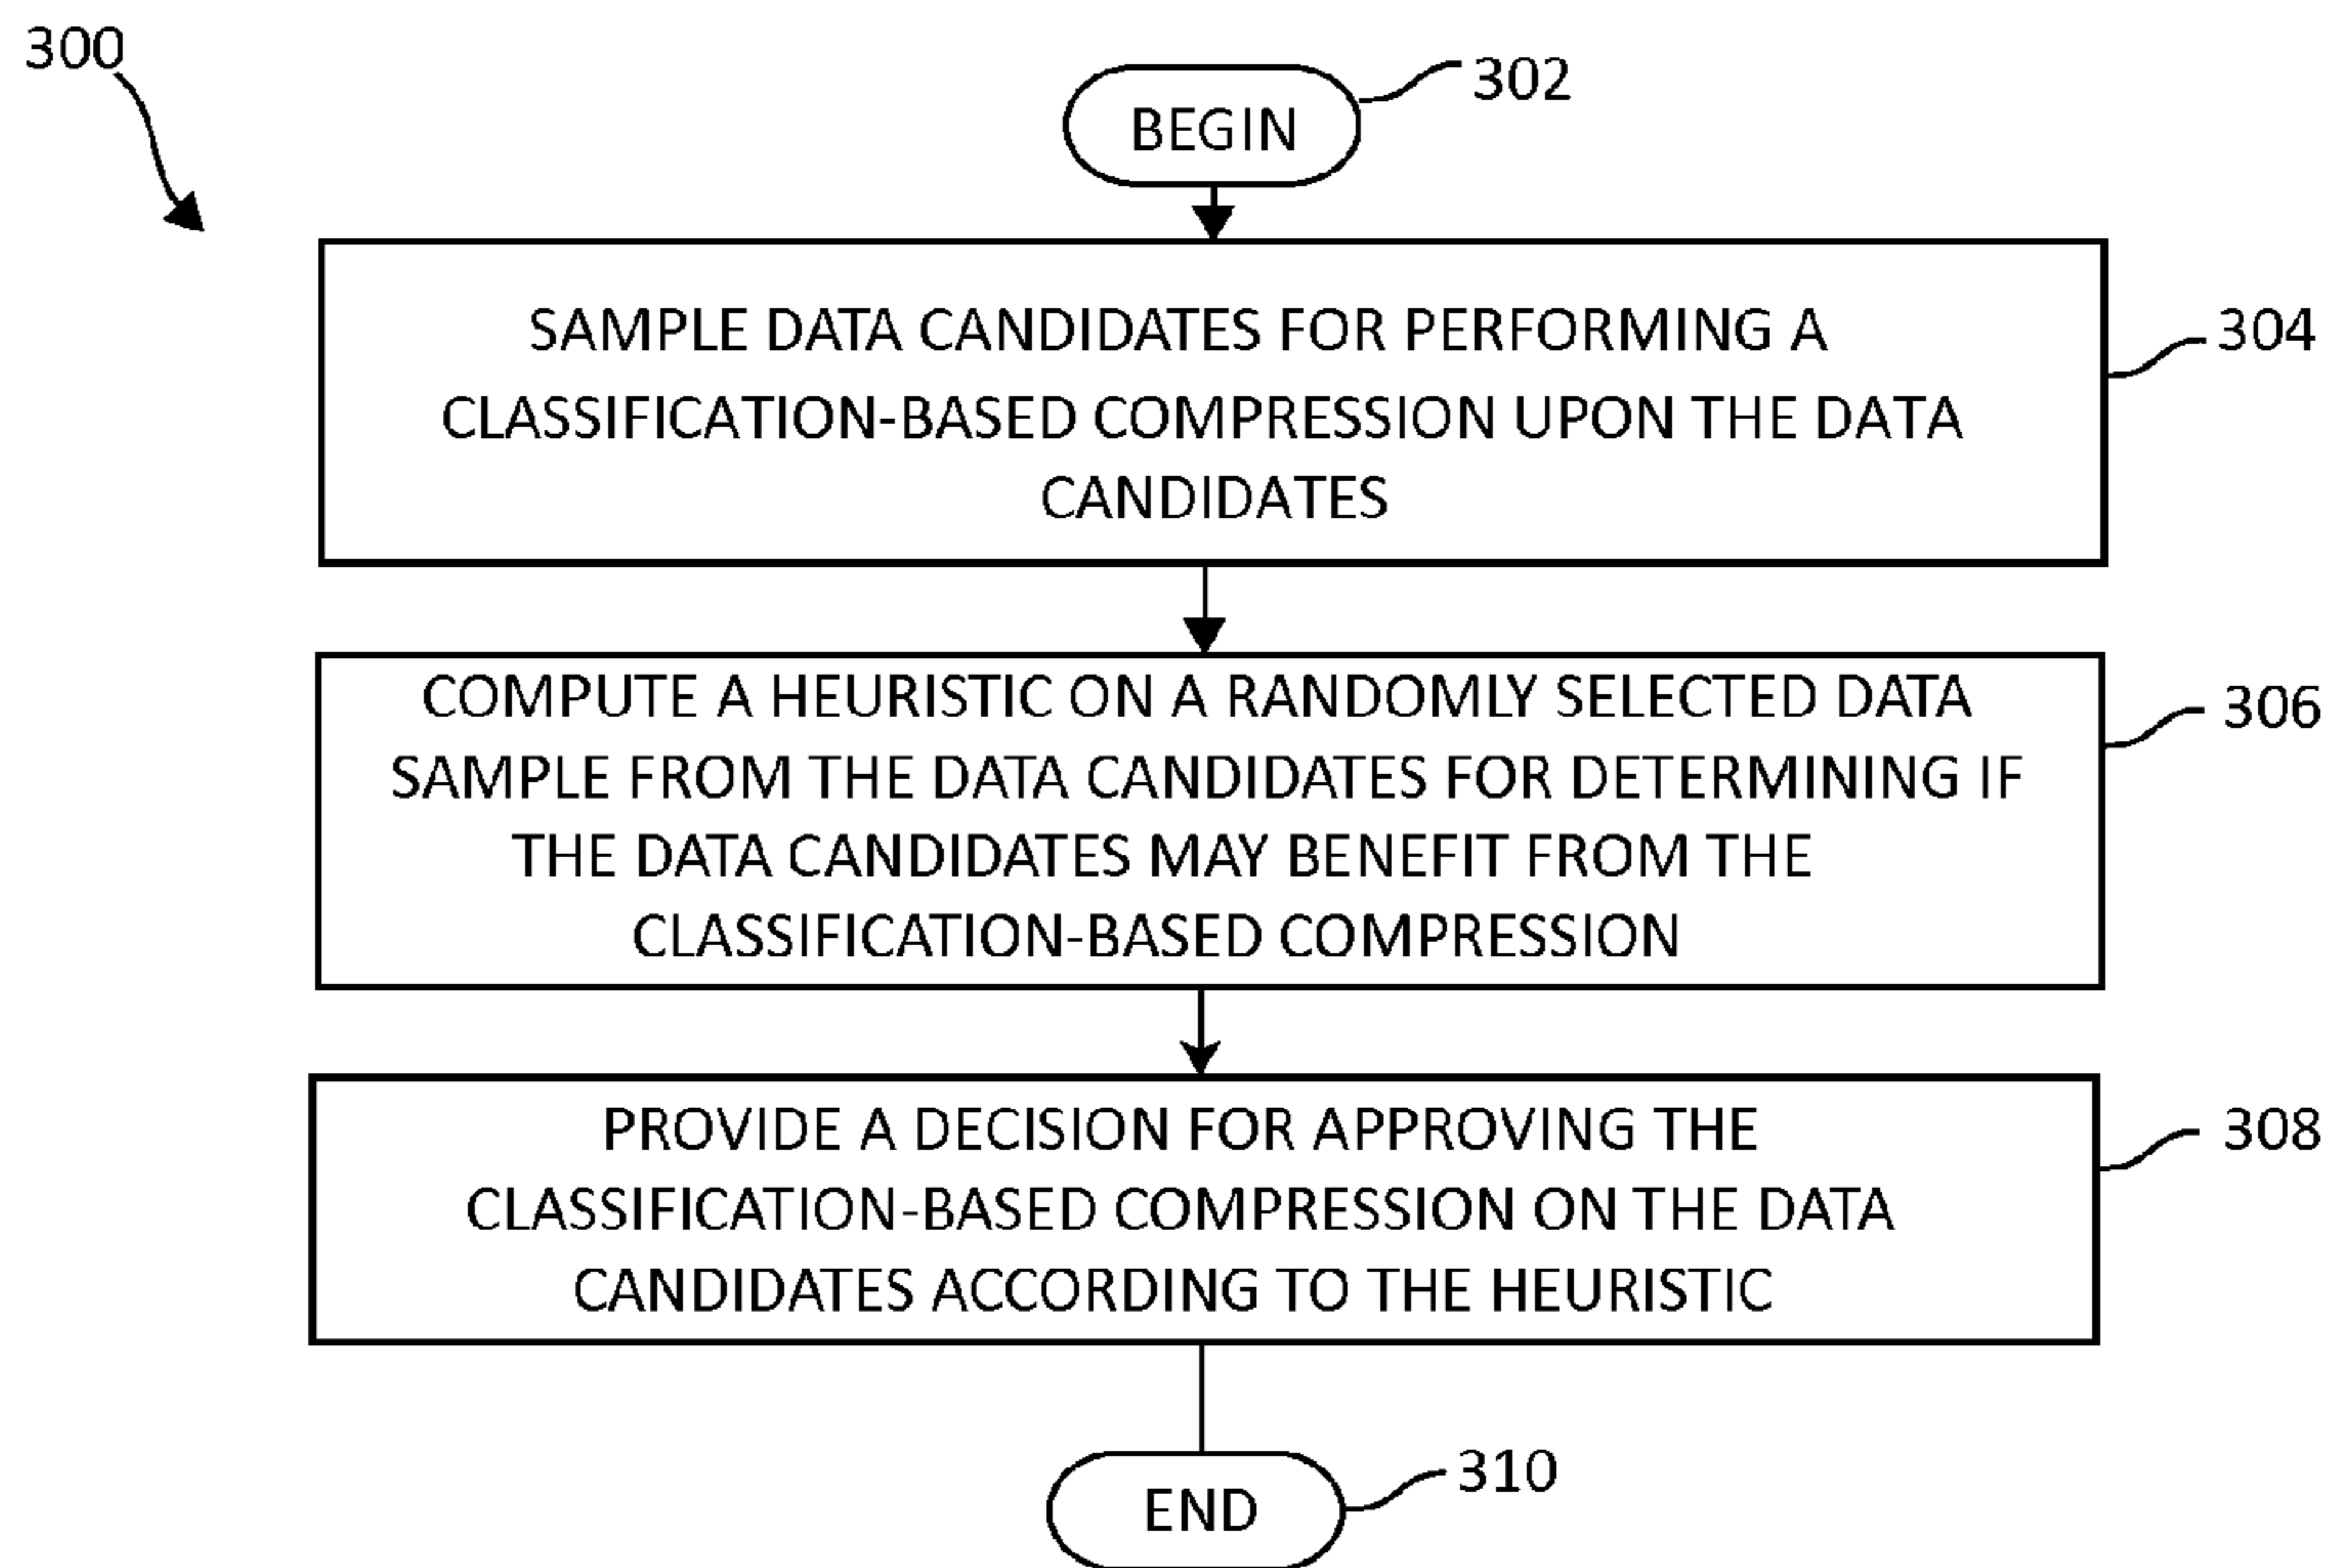 300
BEGIN
302
SAMPLE DATA CANDIDATES FOR PERFORMING A
CLASSIFICATION-BASED COMPRESSION UPON THE DATA
CANDIDATES
304
COMPUTE A HEURISTIC ON A RANDOMLY SELECTED DATA
SAMPLE FROM THE DATA CANDIDATES FOR DETERMINING IF
THE DATA CANDIDATES MAY BENEFIT FROM THE
CLASSIFICATION-BASED COMPRESSION
306
PROVIDE A DECISION FOR APPROVING THE
CLASSIFICATION-BASED COMPRESSION ON THE DATA
CANDIDATES ACCORDING TO THE HEURISTIC
308
END
310